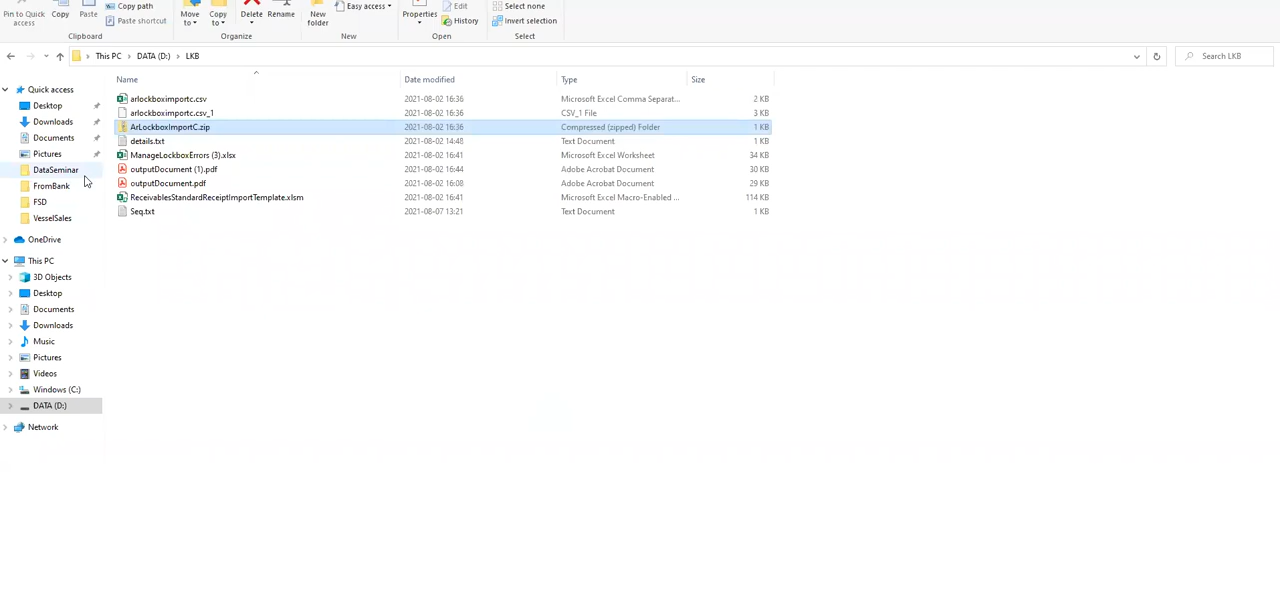 Pin to Quick access
Copy
Paste
Copy path
Paste shortcut
Move to
Copy to
Delete
Rename
New folder
Easy access
Properties
Edit
History
Select none
Invert selection
Clipboard
Organize
New
Open
Select
This PC > DATA (D:) > LKB
Search LKB
Name Date modified Type Size
arlockboximportc.csv 2021-08-02 16:36 Microsoft Excel Comma Separat... 2 KB
arlockboximportc.csv_1 2021-08-02 16:36 CSV_1 File 3 KB
ArLockboxImportC.zip 2021-08-02 16:36 Compressed (zipped) Folder 1 KB
details.txt 2021-08-02 14:48 Text Document 1 KB
ManageLockboxErrors (3).xlsx 2021-08-02 16:41 Microsoft Excel Worksheet 34 KB
outputDocument (1).pdf 2021-08-02 16:44 Adobe Acrobat Document 30 KB
outputDocument.pdf 2021-08-02 16:08 Adobe Acrobat Document 29 KB
ReceivablesStandardReceiptImportTemplate.xlsm 2021-08-02 16:41 Microsoft Excel Macro-Enabled ... 114 KB
Seq.txt 2021-08-07 13:21 Text Document 1 KB
Quick access
Desktop
Downloads
Documents
Pictures
DataSeminar
FromBank
FSD
VesselSales
OneDrive
This PC
3D Objects
Desktop
Documents
Downloads
Music
Pictures
Videos
Windows (C:)
DATA (D:)
Network